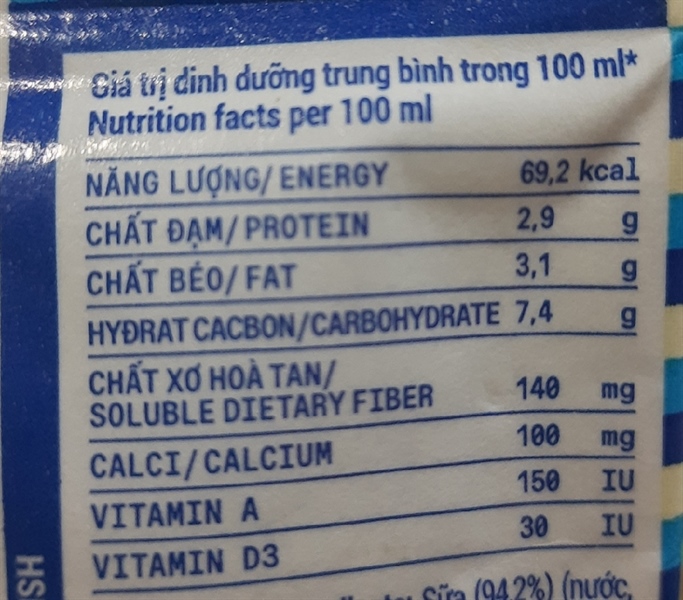 Giá trị dinh dưỡng trung bình trong 100 ml*
Nutrition facts per 100 ml
NĂNG LƯỢNG/ENERGY 69,2 kcal
CHẤT ĐẠM/PROTEIN 2,9 g
CHẤT BÉO/FAT 3,1 g
HYĐRAT CACBON/CARBOHYDRATE 7,4 g
CHẤT XƠ HOÀ TAN/
SOLUBLE DIETARY FIBER 140 mg
CALCI/CALCIUM 100 mg
VITAMIN A 150 IU
VITAMIN D3 30 IU
Sữa (94,2%) (nước,
HS